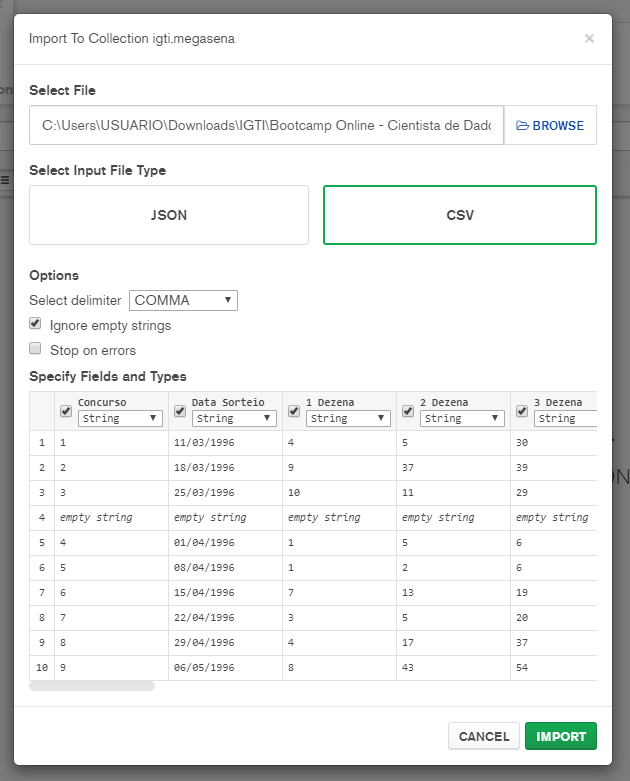 Import To Collection igti.megasena
×
Select File
C:\Users\USUARIO\Downloads\IGTI\Bootcamp Online - Cientista de Dado
BROWSE
Select Input File Type
JSON CSV
Options
Select delimiter COMMA
Ignore empty strings
Stop on errors
Specify Fields and Types
Concurso Data Sorteio 1 Dezena 2 Dezena 3 Dezena
String String String String String
1 1 11/03/1996 4 5 30
2 2 18/03/1996 9 37 39
3 3 25/03/1996 10 11 29
4 empty string empty string empty string empty string empty string
5 4 01/04/1996 1 5 6
6 5 08/04/1996 1 2 6
7 6 15/04/1996 7 13 19
8 7 22/04/1996 3 5 20
9 8 29/04/1996 4 17 37
10 9 06/05/1996 8 43 54
CANCEL IMPORT